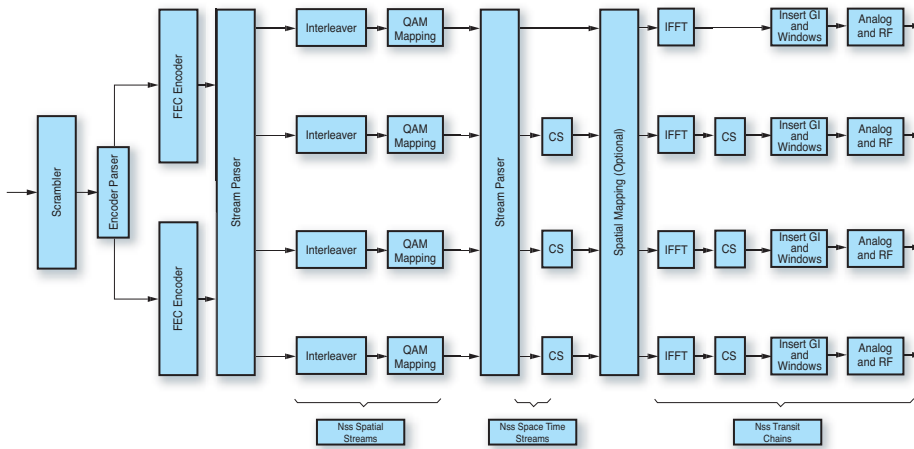 Scrambler
Encoder Parser
FEC Encoder
FEC Encoder
Stream Parser
Interleaver
QAM
Mapping
Stream Parser
Spatial Mapping (Optional)
IFFT
Insert GI
and
Windows
Analog
and RF
Interleaver
QAM
Mapping
CS
IFFT
CS
Insert GI
and
Windows
Analog
and RF
Interleaver
QAM
Mapping
CS
IFFT
CS
Insert GI
and
Windows
Analog
and RF
Interleaver
QAM
Mapping
CS
IFFT
CS
Insert GI
and
Windows
Analog
and RF
Nss Spatial
Streams
Nss Space Time
Streams
Nss Transit
Chains